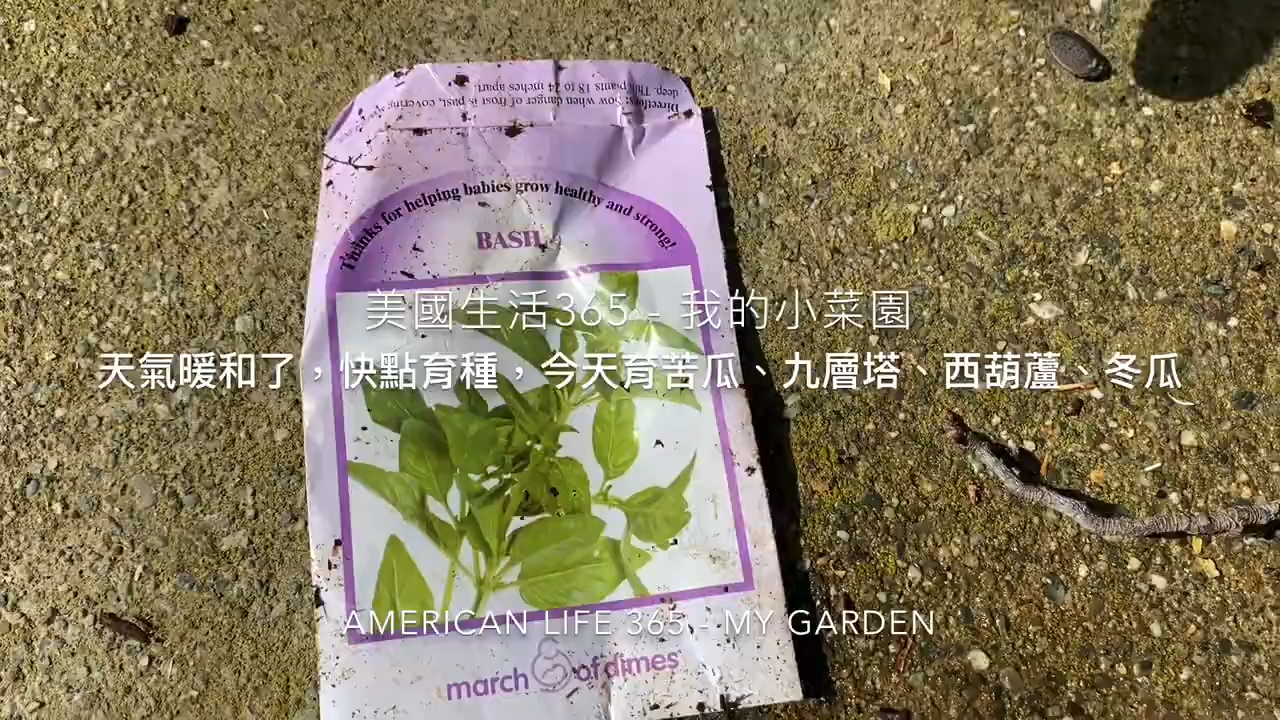 deep. Thin plants 18 to 24 inches apart.
Directions: Sow when danger of frost is past, covering
Thanks for helping babies grow healthy and strong!
BASIL
美國生活365 - 我的小菜園
天氣暖和了，快點育種，今天育苦瓜、九層塔、西葫蘆、冬瓜
AMERICAN LIFE 365 - MY GARDEN
march of dimes